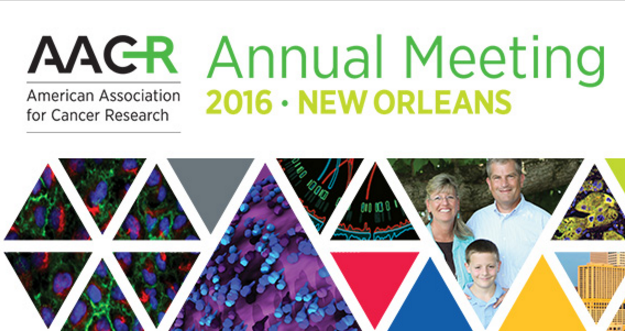 AACR
American Association
for Cancer Research
Annual Meeting
2016 • NEW ORLEANS